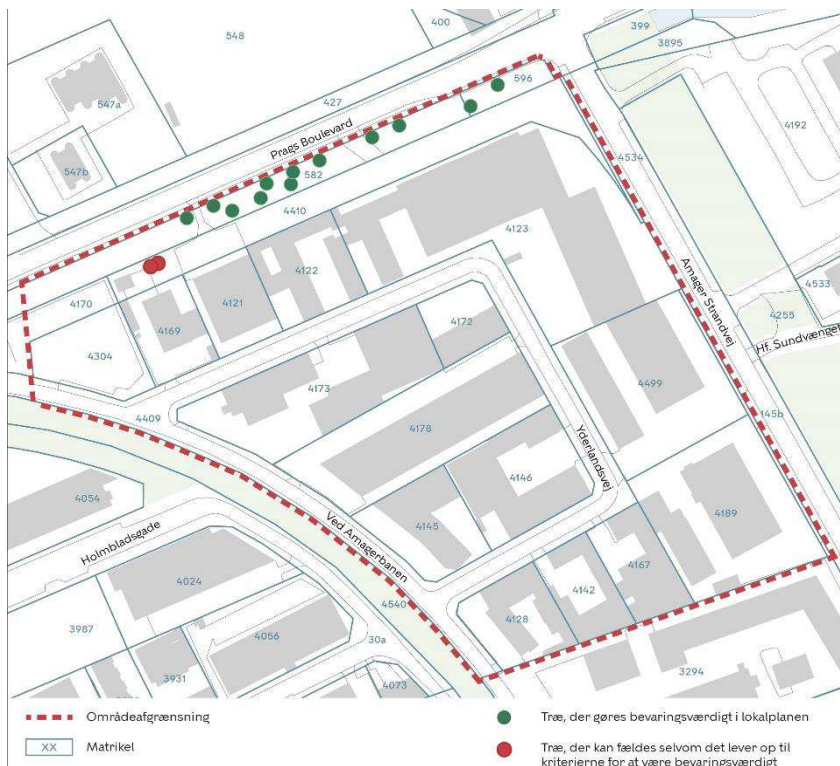 548
400
399
3895
547a
427
596
4192
Prags Boulevard
547b
582
4534
4410
4123
4122
4533
4170
4121
4169
4172
4255
Amager Strandvej
Hf. Sundvænget
4304
4173
4499
4409
145b
4178
Yderlandsvej
4146
4054
4189
Ved Amagerbanen
4145
Holmbladsgade
4167
4142
4024
4540
4128
3987
30a
4056
3294
3931
4073
Områdeafgrænsning
XX Matrikel
Træ, der gøres bevaringsværdigt i lokalplanen
Træ, der kan fældes selvom det lever op til
kriterierne for at være bevaringsværdigt